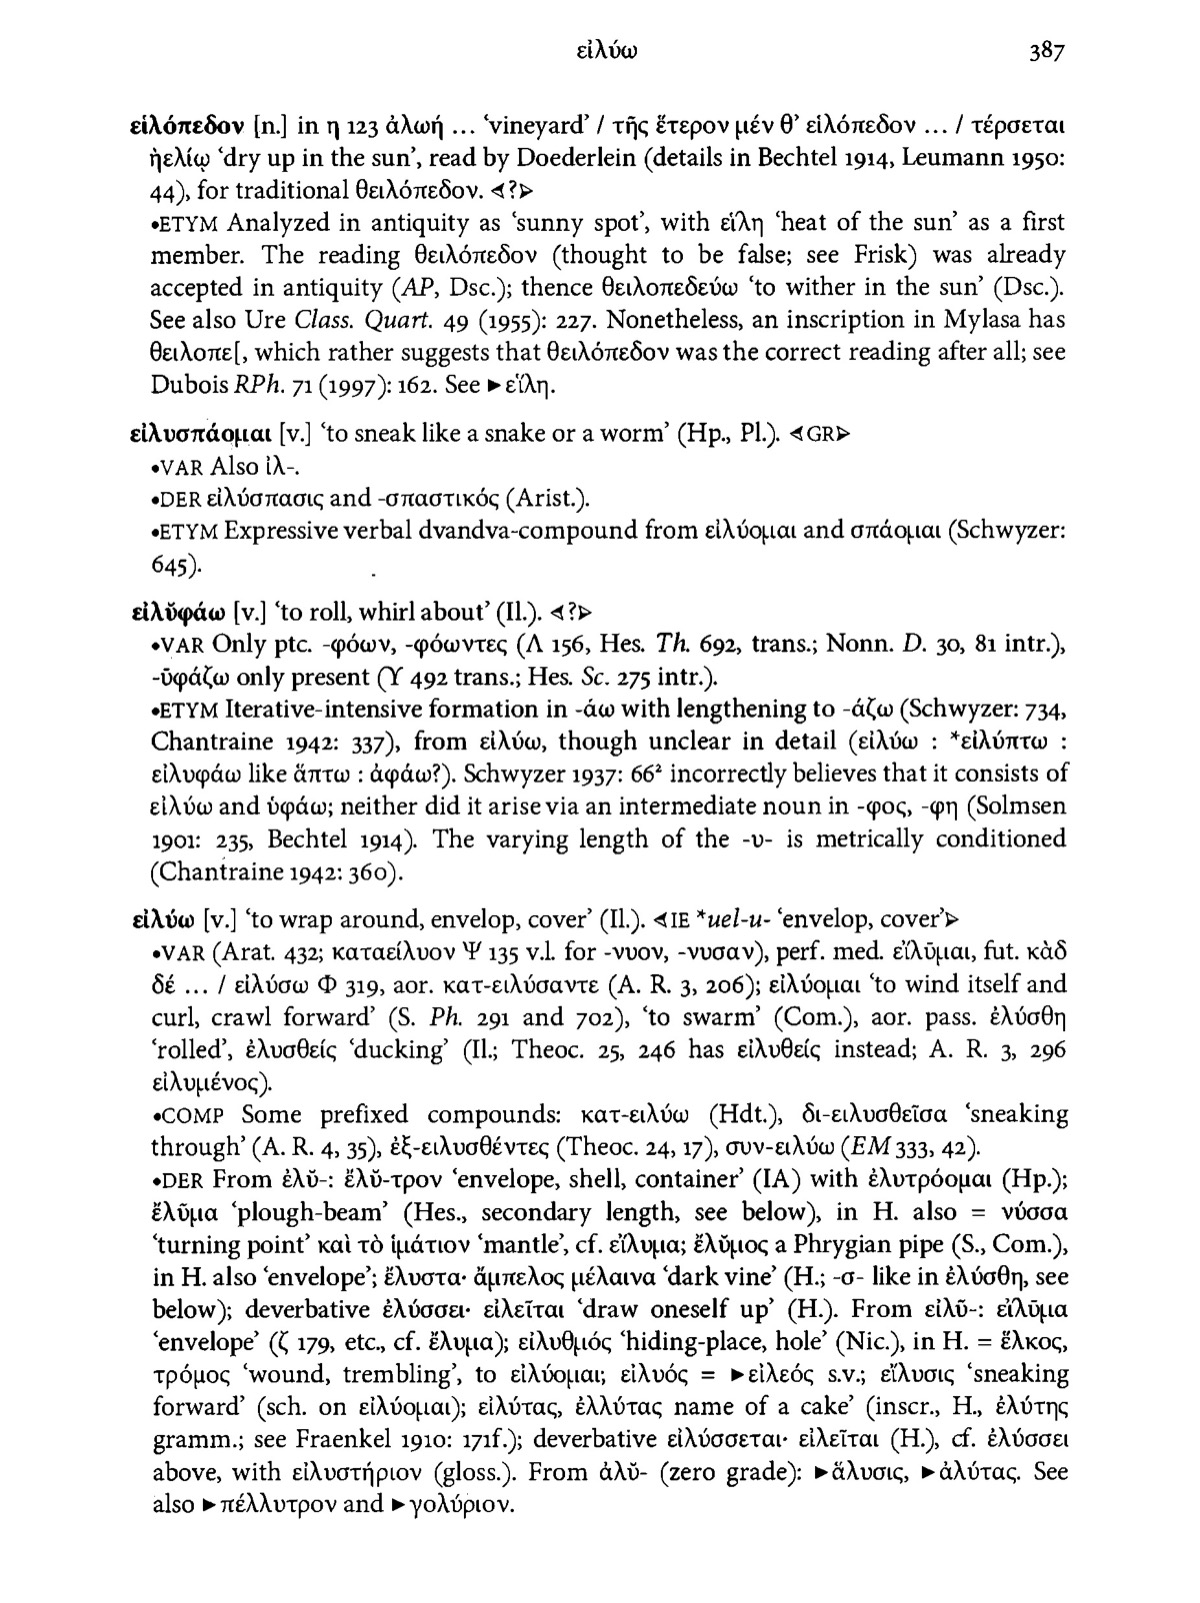 εἰλύω 387
εἱλόπεδον [n.] in η 123 ἀλωή ... ‘vineyard’ / τῆς ἕτερον μέν θ’ εἱλόπεδον ... / τέρσεται
ἠελίῳ ‘dry up in the sun’, read by Doederlein (details in Bechtel 1914, Leumann 1950:
44), for traditional θειλόπεδον. ⋖?⋗
•ETYM Analyzed in antiquity as ‘sunny spot’, with εἵλη ‘heat of the sun’ as a first
member. The reading θειλόπεδον (thought to be false; see Frisk) was already
accepted in antiquity (AP, Dsc.); thence θειλοπεδεύω ‘to wither in the sun’ (Dsc.).
See also Ure Class. Quart. 49 (1955): 227. Nonetheless, an inscription in Mylasa has
θειλοπε[, which rather suggests that θειλόπεδον was the correct reading after all; see
Dubois RPh. 71 (1997): 162. See ►εἵλη.
εἰλυσπάομαι [v.] ‘to sneak like a snake or a worm’ (Hp., Pl.). ⋖GR⋗
•VAR Also ἰλ-.
•DER εἰλύσπασις and -σπαστικός (Arist.).
•ETYM Expressive verbal dvandva-compound from εἰλύομαι and σπάομαι (Schwyzer:
645).
εἰλῠφάω [v.] ‘to roll, whirl about’ (Il.). ⋖?⋗
•VAR Only ptc. -φόων, -φόωντες (Λ 156, Hes. Th. 692, trans.; Nonn. D. 30, 81 intr.),
-ῡφάζω only present (Υ 492 trans.; Hes. Sc. 275 intr.).
•ETYM Iterative-intensive formation in -άω with lengthening to -άζω (Schwyzer: 734,
Chantraine 1942: 337), from εἰλύω, though unclear in detail (εἰλύω : *εἰλύπτω :
εἰλυφάω like ἅπτω : ἁφάω?). Schwyzer 1937: 66² incorrectly believes that it consists of
εἰλύω and ὑφάω; neither did it arise via an intermediate noun in -φος, -φη (Solmsen
1901: 235, Bechtel 1914). The varying length of the -υ- is metrically conditioned
(Chantraine 1942: 360).
εἰλύω [v.] ‘to wrap around, envelop, cover’ (Il.). ⋖IE *uel-u- ‘envelop, cover’⋗
•VAR (Arat. 432; καταείλυον Ψ 135 v.l. for -νυον, -νυσαν), perf. med. εἴλῡμαι, fut. κὰδ
δέ ... / εἰλύσω Φ 319, aor. κατ-ειλύσαντε (A. R. 3, 206); εἰλύομαι ‘to wind itself and
curl, crawl forward’ (S. Ph. 291 and 702), ‘to swarm’ (Com.), aor. pass. ἐλύσθη
‘rolled’, ἐλυσθείς ‘ducking’ (Il.; Theoc. 25, 246 has εἰλυθείς instead; A. R. 3, 296
εἰλυμένος).
•COMP Some prefixed compounds: κατ-ειλύω (Hdt.), δι-ειλυσθεῖσα ‘sneaking
through’ (A. R. 4, 35), ἐξ-ειλυσθέντες (Theoc. 24, 17), συν-ειλύω (EM 333, 42).
•DER From ἐλῠ-: ἔλῠ-τρον ‘envelope, shell, container’ (IA) with ἐλυτρόομαι (Hp.);
ἔλῡμα ‘plough-beam’ (Hes., secondary length, see below), in H. also = νύσσα
‘turning point’ καὶ τὸ ἱμάτιον ‘mantle’, cf. εἴλυμα; ἔλῡμος a Phrygian pipe (S., Com.),
in H. also ‘envelope’; ἔλυστα· ἄμπελος μέλαινα ‘dark vine’ (H.; -σ- like in ἐλύσθη, see
below); deverbative ἐλύσσει· εἰλεῖται ‘draw oneself up’ (H.). From εἰλῡ-: εἴλῡμα
‘envelope’ (ζ 179, etc., cf. ἔλυμα); εἰλυθμός ‘hiding-place, hole’ (Nic.), in H. = ἕλκος,
τρόμος ‘wound, trembling’, to εἰλύομαι; εἰλυός = ►εἰλεός s.v.; εἴλυσις ‘sneaking
forward’ (sch. on εἰλύομαι); εἰλύτας, ἐλλύτας name of a cake’ (inscr., H., ἐλύτης
gramm.; see Fraenkel 1910: 171f.); deverbative εἰλύσσεται· εἰλεῖται (H.), cf. ἐλύσσει
above, with εἰλυστήριον (gloss.). From ἀλῠ- (zero grade): ►ἅλυσις, ►ἀλύτας. See
also ►πέλλυτρον and ►γολύριον.